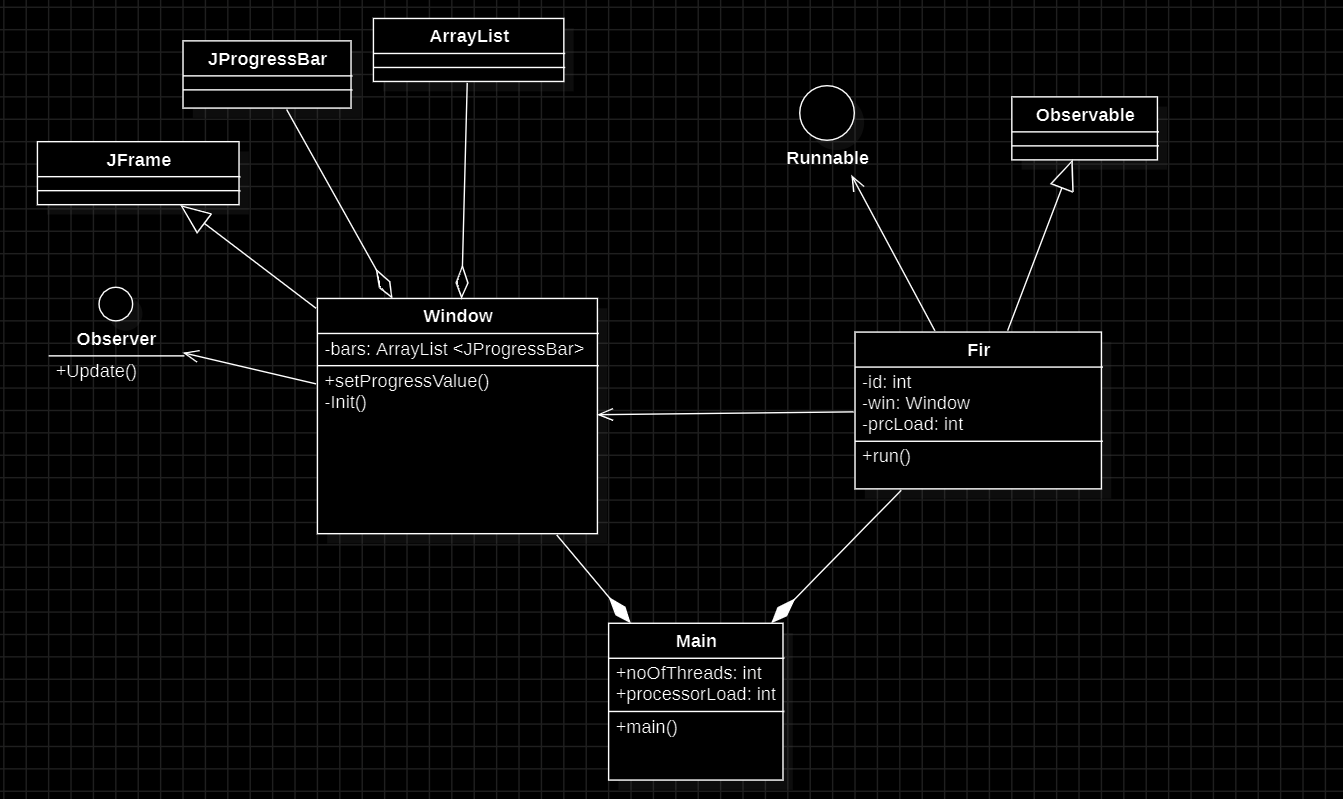 ArrayList
JProgressBar
JFrame
Runnable
Observable
Observer
+Update()
Window
-bars: ArrayList <JProgressBar>
+setProgressValue()
-Init()
Fir
-id: int
-win: Window
-prcLoad: int
+run()
Main
+noOfThreads: int
+processorLoad: int
+main()